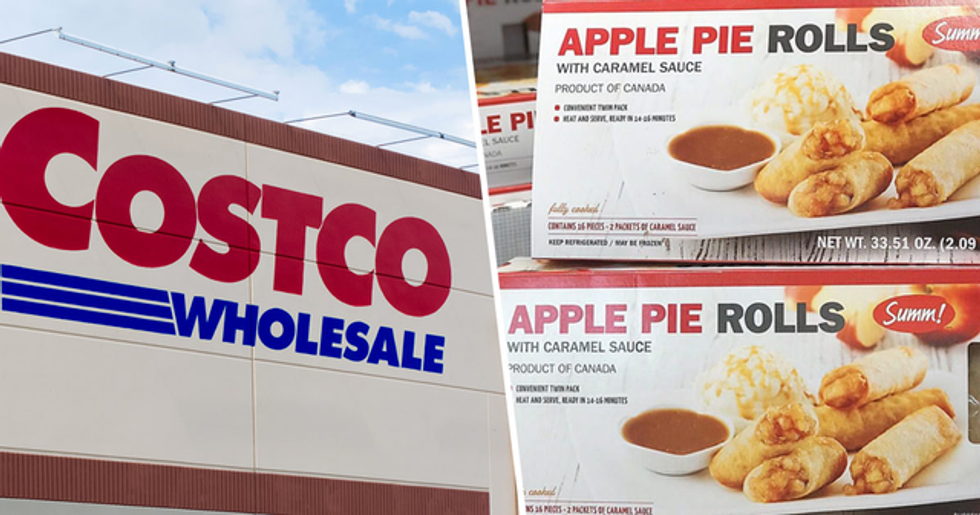 COSTCO
WHOLESALE
APPLE PIE ROLLS
WITH CARAMEL SAUCE
PRODUCT OF CANADA
CONVENIENT TWIN PACK
HEAT AND SERVE, READY IN 14-16 MINUTES
Summ
fully cooked!
CONTAINS 16 PIECES - 2 PACKETS OF CARAMEL SAUCE
KEEP REFRIGERATED / MAY BE FROZEN
NET WT. 33.51 OZ. (2.09
LE PI
EL SAUCE
NADA
APPLE PIE ROLLS
Summ!
WITH CARAMEL SAUCE
PRODUCT OF CANADA
CONVENIENT TWIN PACK
HEAT AND SERVE, READY IN 14-16 MINUTES
cooked
NS 16 PIECES - 2 PACKETS OF CARAMEL SAUCE